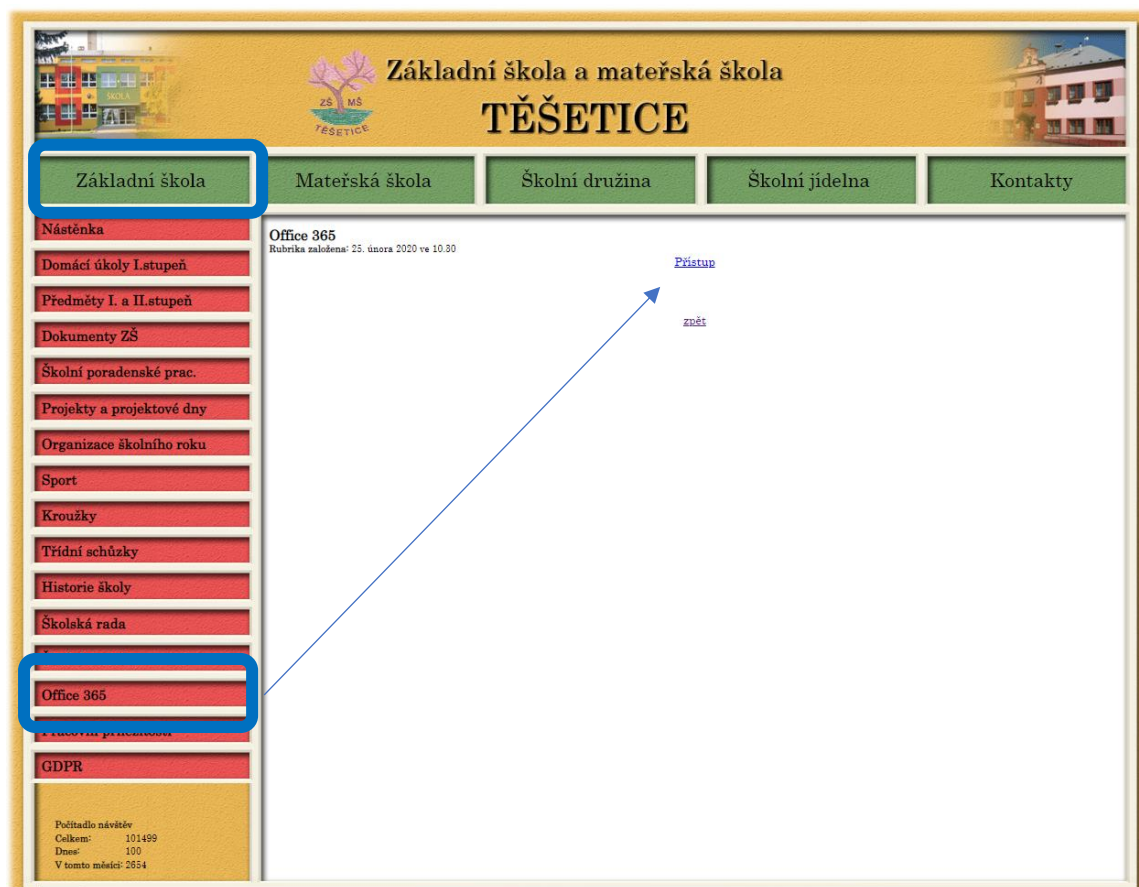 Základní škola a mateřská škola
TĚŠETICE
ZŠ MŠ
TĚŠETICE
ŠKOLA
Základní škola
Mateřská škola
Školní družina
Školní jídelna
Kontakty
Nástěnka
Domácí úkoly I.stupeň
Předměty I. a II.stupeň
Dokumenty ZŠ
Školní poradenské prac.
Projekty a projektové dny
Organizace školního roku
Sport
Kroužky
Třídní schůzky
Historie školy
Školská rada
Office 365
Pracovní příležitosti
GDPR
Počítadlo návštěv
Celkem: 101499
Dnes: 100
V tomto měsíci: 2654
Office 365
Rubrika založena: 25. února 2020 ve 10.30
Přístup
zpět